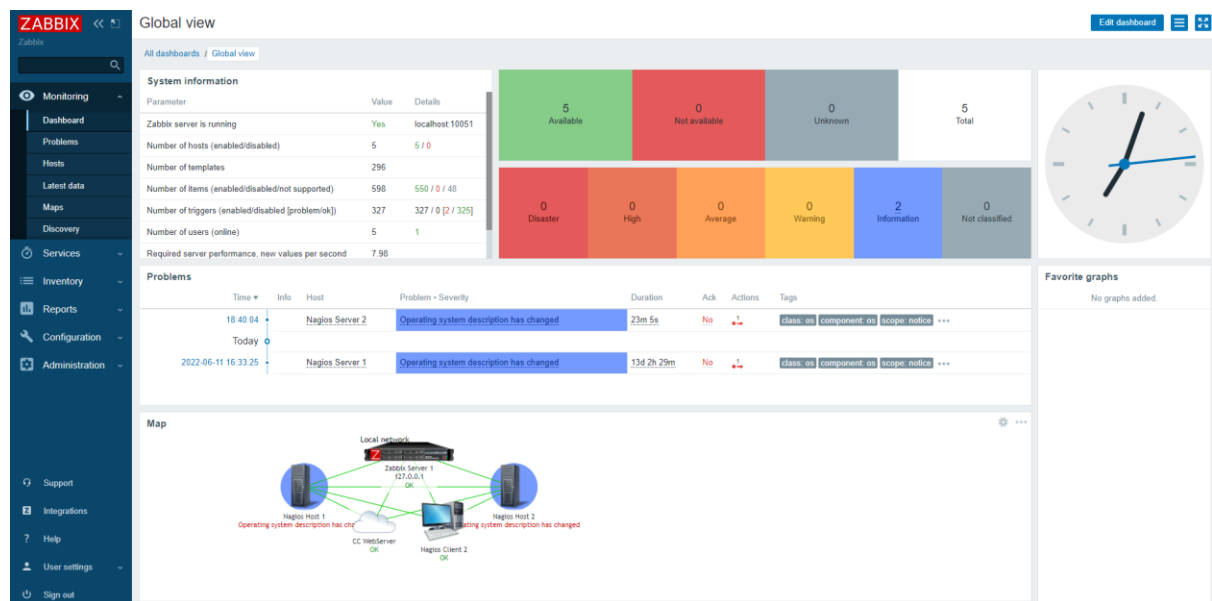 ZABBIX
Zabbix
Monitoring
Dashboard
Problems
Hosts
Latest data
Maps
Discovery
Services
Inventory
Reports
Configuration
Administration
Support
Z Integrations
? Help
User settings
Sign out
Global view
Edit dashboard
All dashboards / Global view
System information
Parameter Value Details
Zabbix server is running Yes localhost:10051
Number of hosts (enabled/disabled) 5 5 / 0
Number of templates 296
Number of items (enabled/disabled/not supported) 598 550 / 0 / 48
Number of triggers (enabled/disabled [problem/ok]) 327 327 / 0 [2 / 325]
Number of users (online) 5 1
Required server performance, new values per second 7.98
5 Available
0 Not available
0 Unknown
5 Total
0 Disaster
0 High
0 Average
0 Warning
2 Information
0 Not classified
Problems
Time Info Host Problem • Severity Duration Ack Actions Tags
18:40:04 Nagios Server 2 Operating system description has changed 23m 5s No 1 class: os component: os scope: notice •••
Today
2022-06-11 16:33:25 Nagios Server 1 Operating system description has changed 13d 2h 29m No 1 class: os component: os scope: notice •••
Favorite graphs
No graphs added.
Map
Local network
Z
Zabbix Server 1
127.0.0.1
OK
Nagios Host 1
Operating system description has
Nagios Host 2
system description has changed
CC WebServer
OK
Nagios Client 2
OK